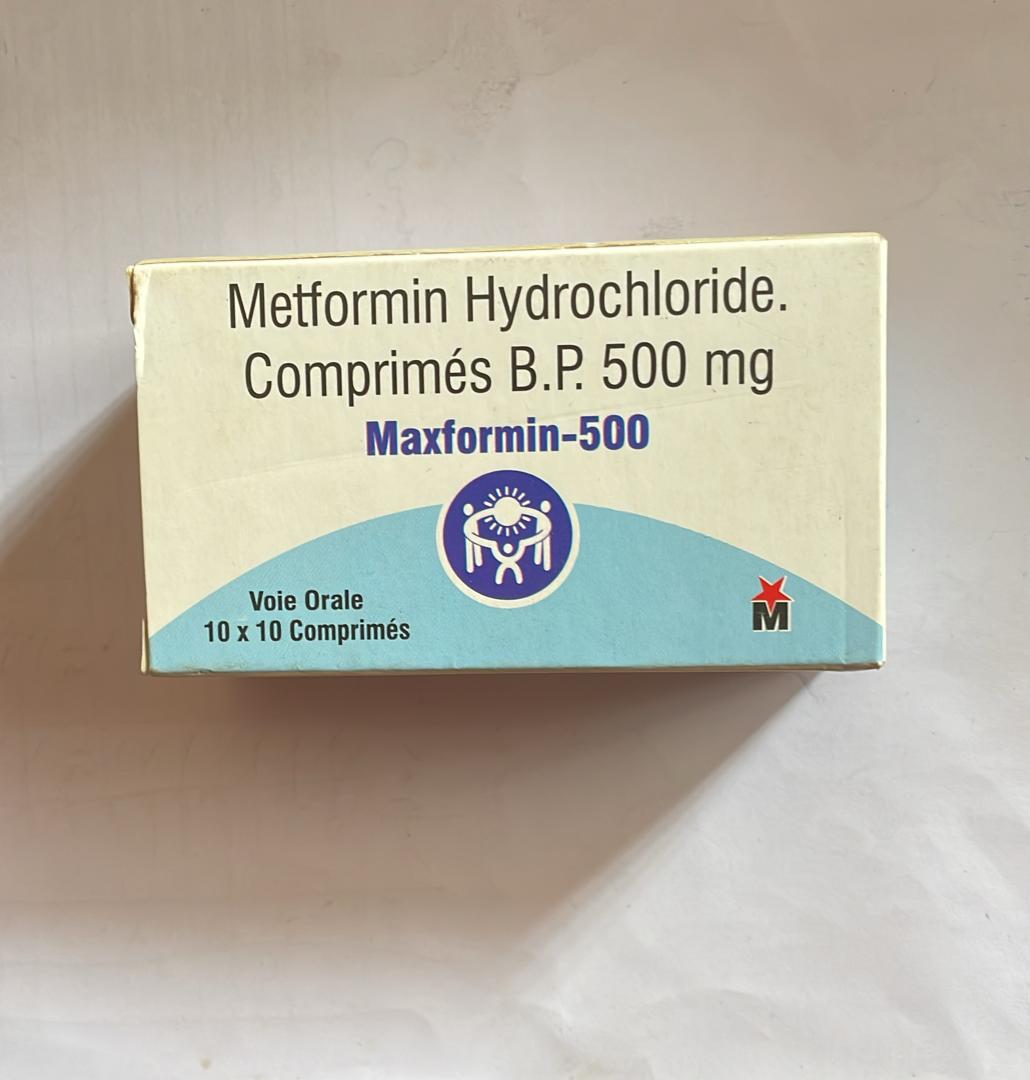 Metformin Hydrochloride.
Comprimés B.P. 500 mg
Maxformin-500
Voie Orale
10 x 10 Comprimés
M